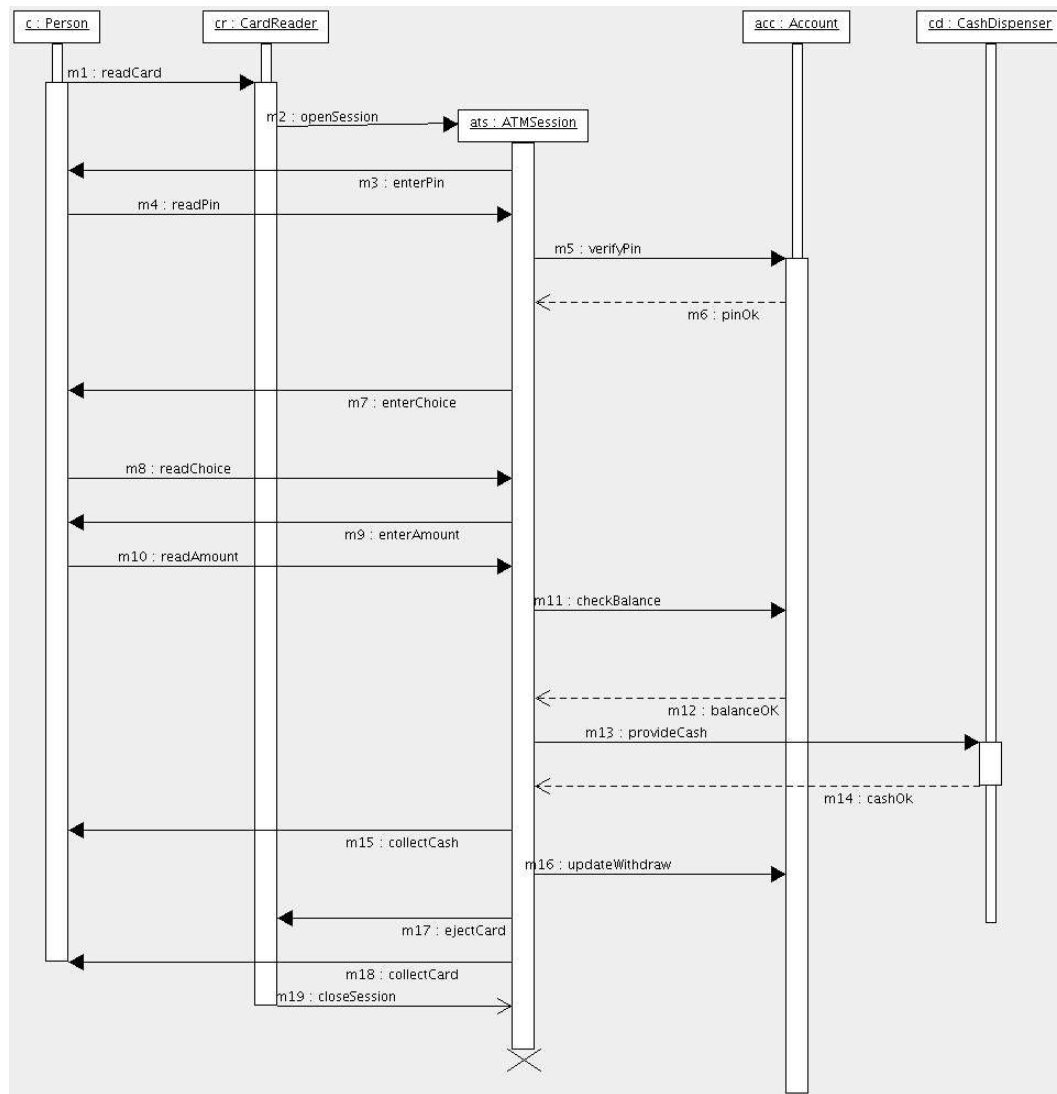 c : Person
cr : CardReader
acc : Account
cd : CashDispenser
m1 : readCard
m2 : openSession
ats : ATMSession
m3 : enterPin
m4 : readPin
m5 : verifyPin
m6 : pinOk
m7 : enterChoice
m8 : readChoice
m9 : enterAmount
m10 : readAmount
m11 : checkBalance
m12 : balanceOK
m13 : provideCash
m14 : cashOk
m15 : collectCash
m16 : updateWithdraw
m17 : ejectCard
m18 : collectCard
m19 : closeSession